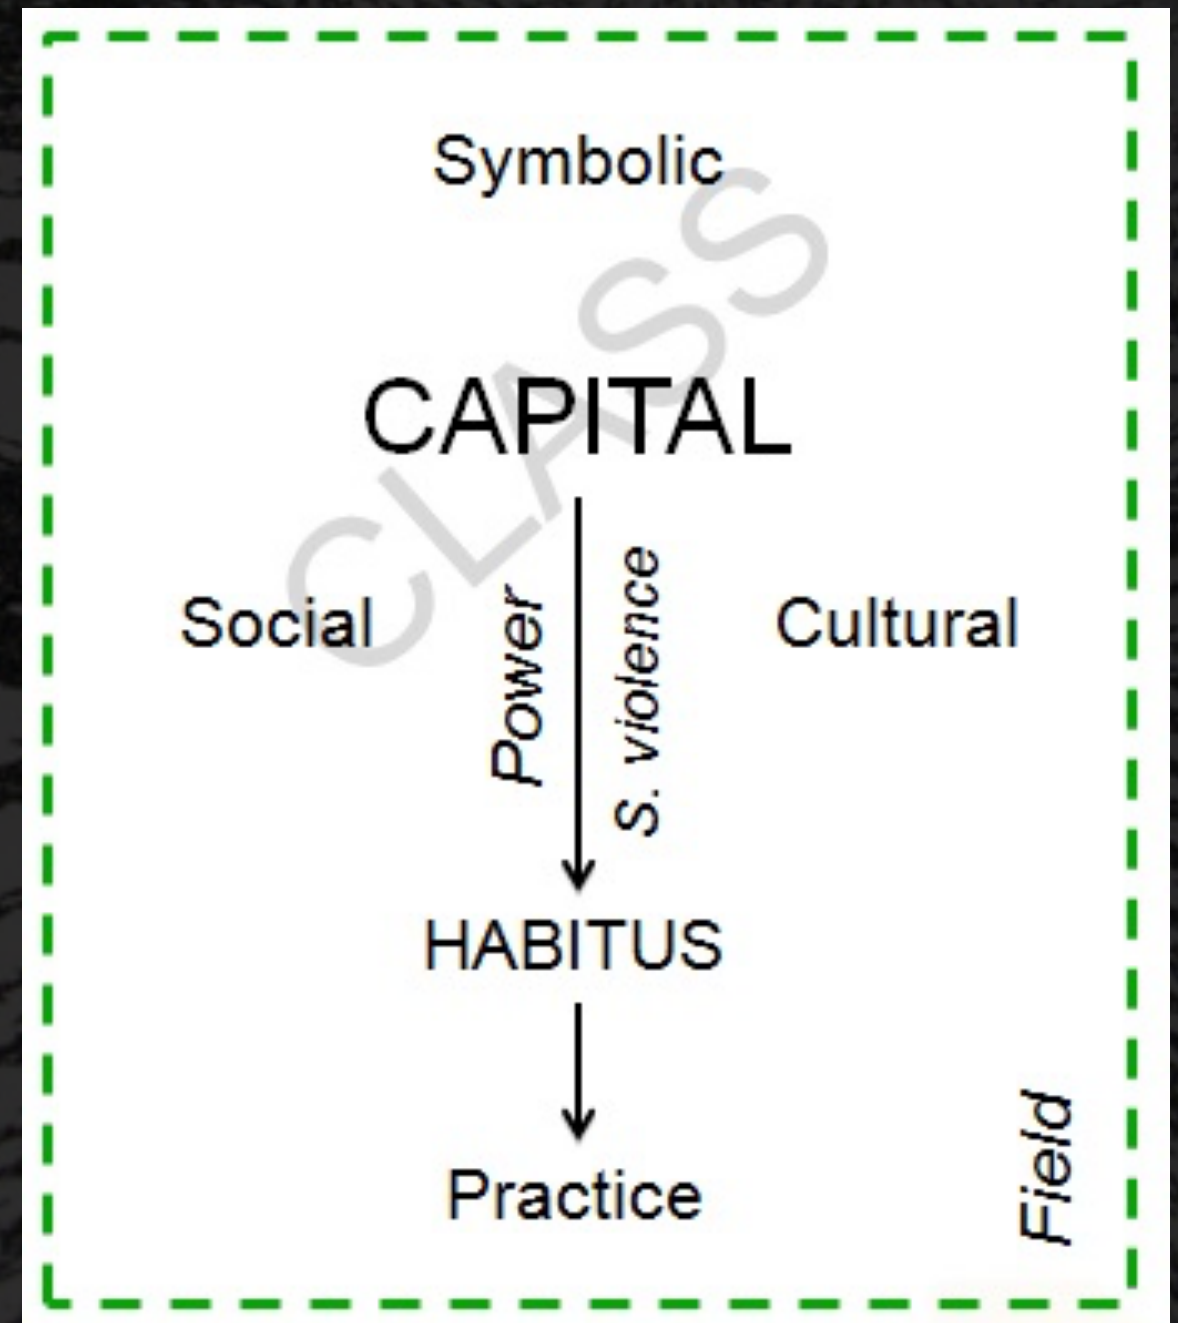 Symbolic
CLASS
CAPITAL
Social
Power
S. violence
Cultural
HABITUS
Practice
Field